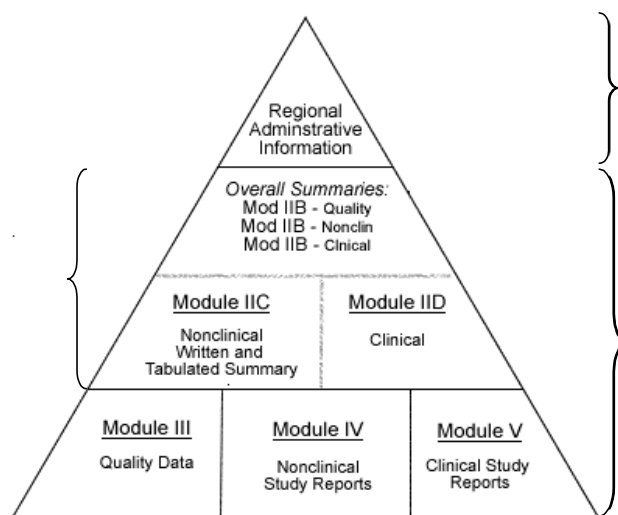 Regional
Adminstrative
Information
Overall Summaries:
Mod IIB - Quality
Mod IIB - Nonclin
Mod IIB - Clnical
Module IIC
Nonclinical
Written and
Tabulated Summary
Module IID
Clinical
Module III
Quality Data
Module IV
Nonclinical
Study Reports
Module V
Clinical Study
Reports